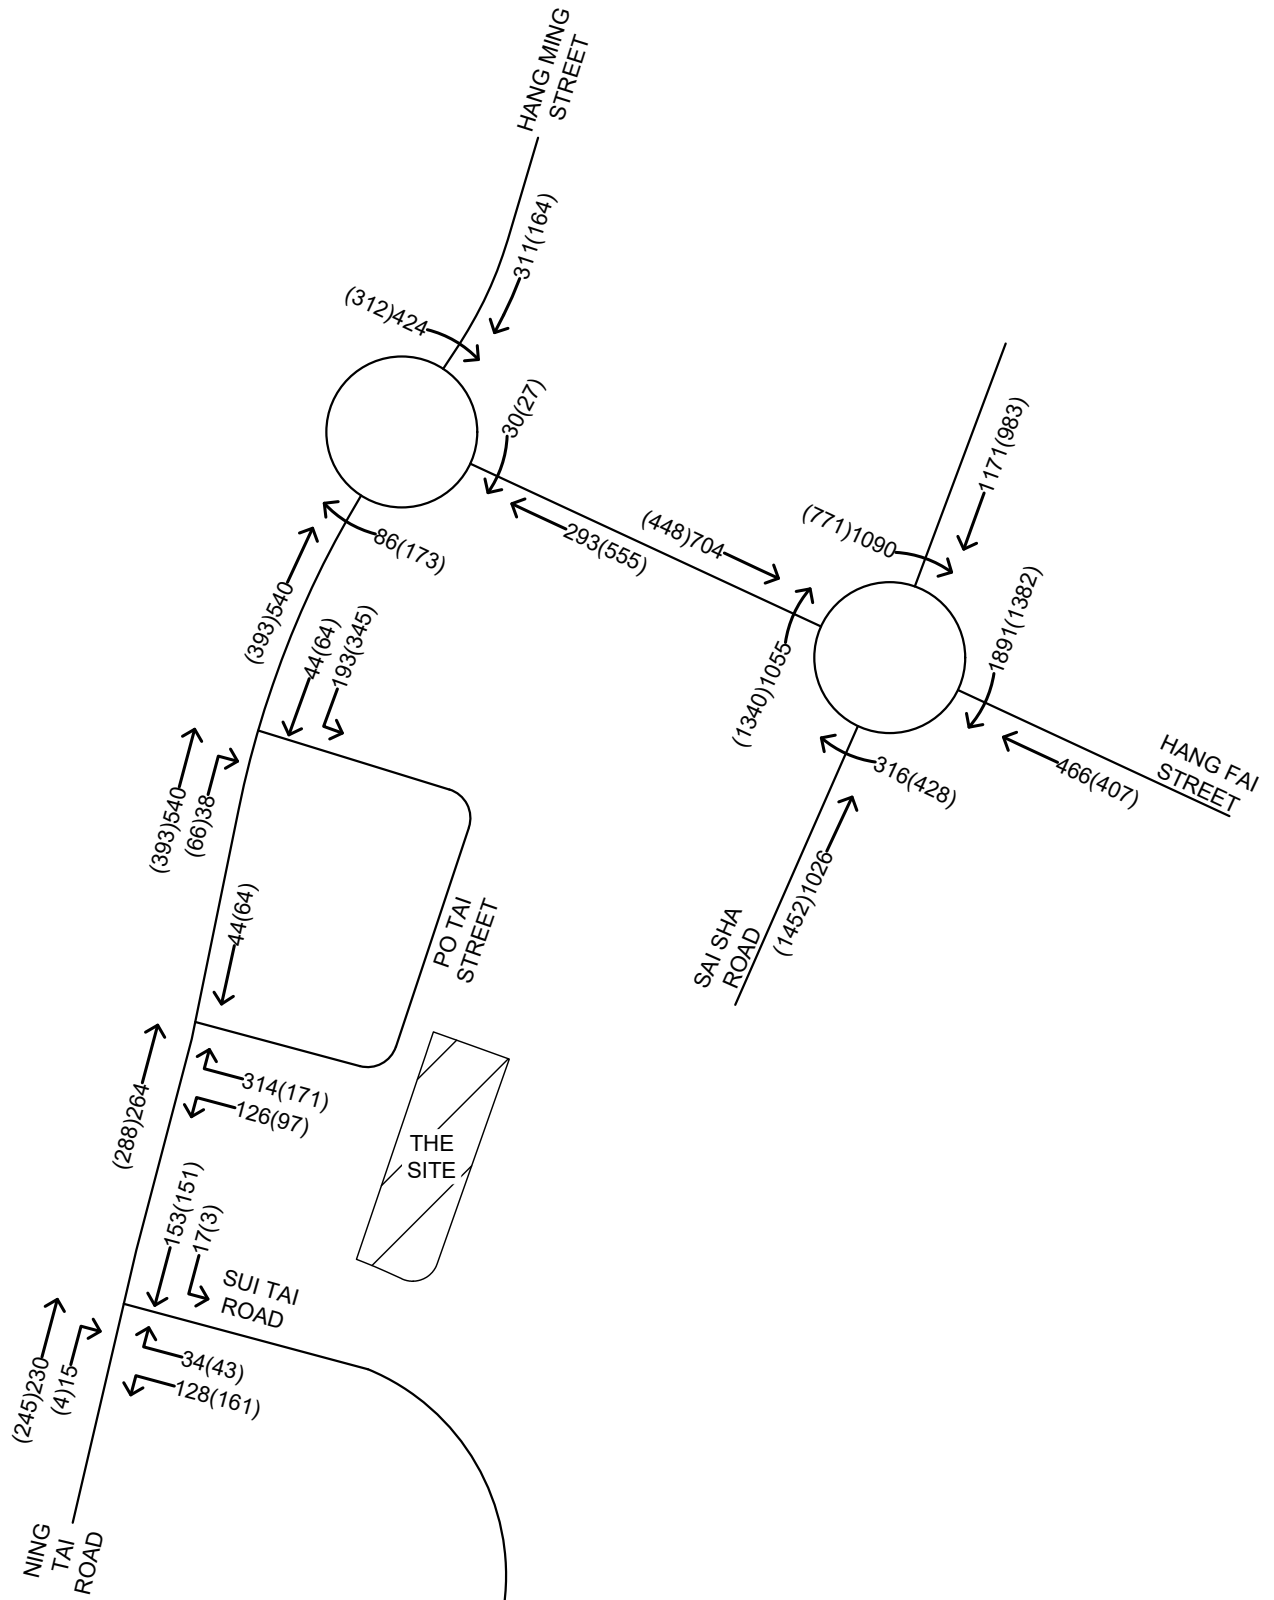 HANG MING
STREET
311(164)
(312)424
30(27)
(448)704
293(555)
1171(983)
(771)1090
1891(1382)
86(173)
(393)540
44(64)
193(345)
(1340)1055
316(428)
466(407)
HANG FAI
STREET
(393)540
(66)38
(1452)1026
SAI SHA
ROAD
44(64)
PO TAI
STREET
314(171)
126(97)
(288)264
THE
SITE
153(151)
17(3)
SUI TAI
ROAD
(245)230
(4)15
34(43)
128(161)
NING
TAI
ROAD